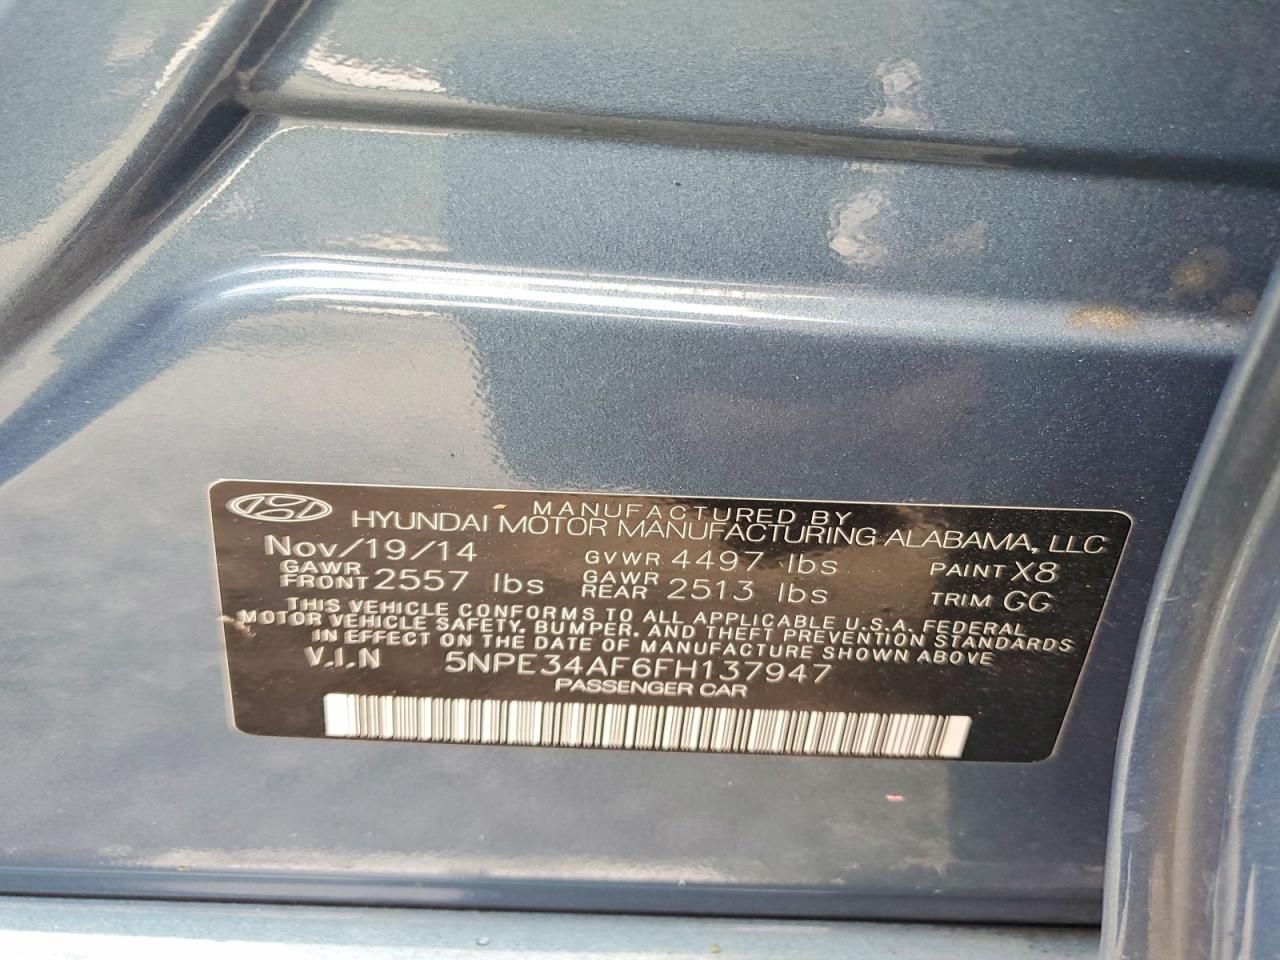 MANUFACTURED BY
HYUNDAI MOTOR MANUFACTURING ALABAMA, LLC
Nov/19/14 GVWR 4497 lbs PAINT X8
GAWR FRONT 2557 lbs GAWR REAR 2513 lbs TRIM GG
THIS VEHICLE CONFORMS TO ALL APPLICABLE U.S.A. FEDERAL
MOTOR VEHICLE SAFETY, BUMPER, AND THEFT PREVENTION STANDARDS
IN EFFECT ON THE DATE OF MANUFACTURE SHOWN ABOVE
V.I.N 5NPE34AF6FH137947
PASSENGER CAR